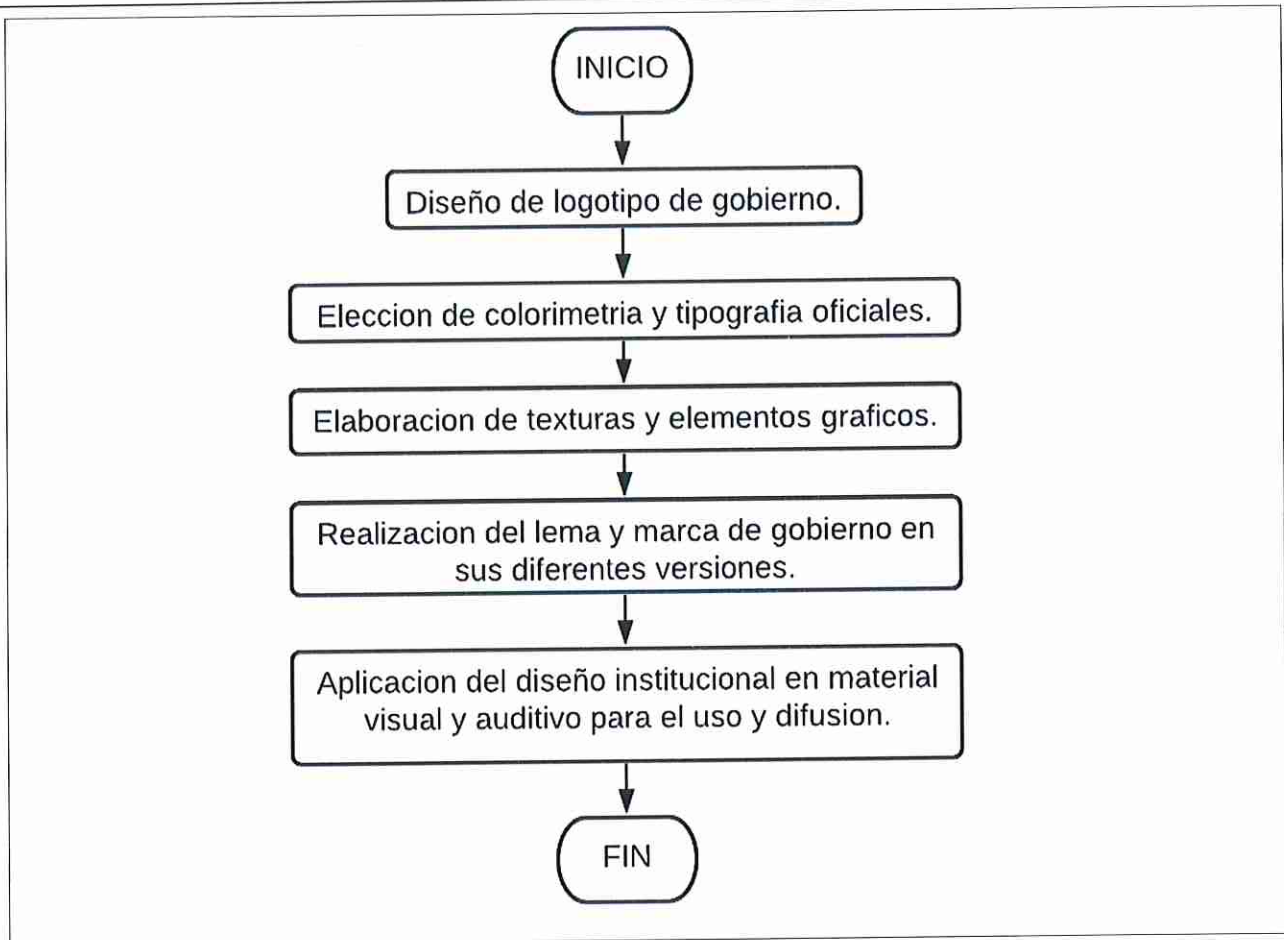 INICIO
Diseño de logotipo de gobierno.
Eleccion de colorimetria y tipografia oficiales.
Elaboracion de texturas y elementos graficos.
Realizacion del lema y marca de gobierno en
sus diferentes versiones.
Aplicacion del diseño institucional en material
visual y auditivo para el uso y difusion.
FIN